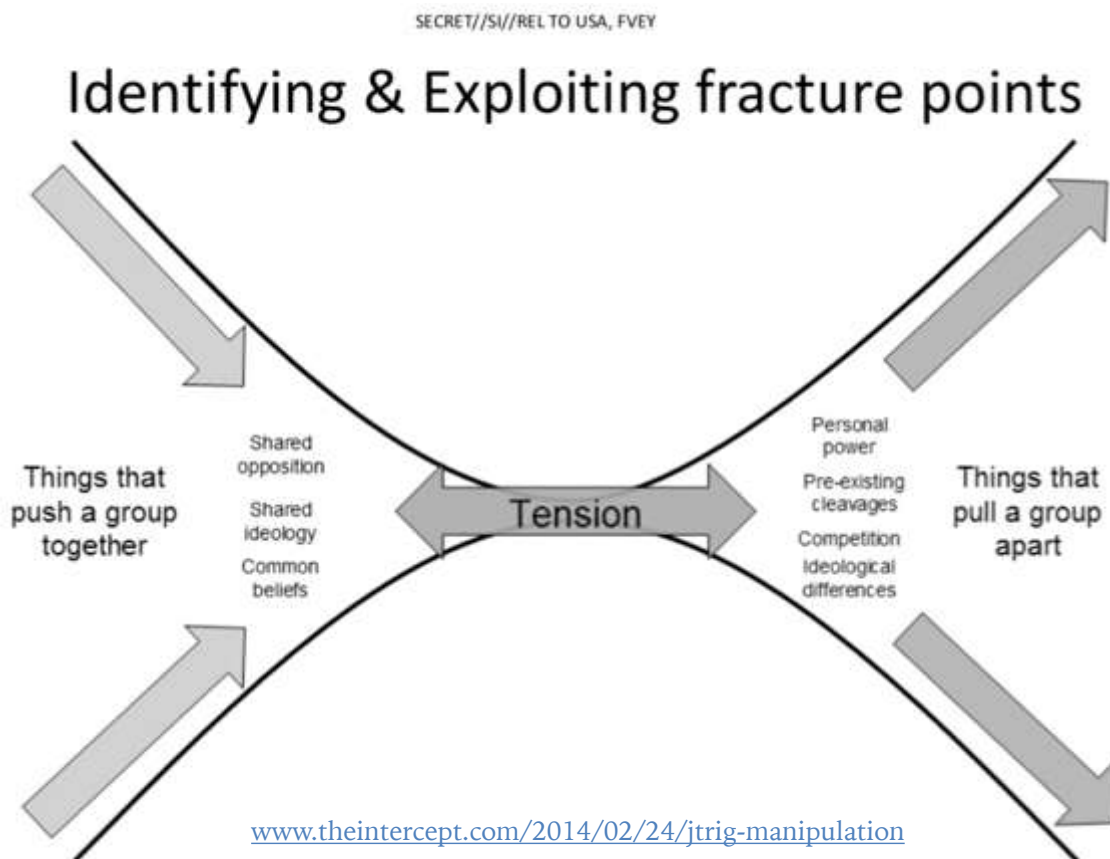 SECRET//SI//REL TO USA, FVEY
Identifying & Exploiting fracture points
Things that
push a group
together
Shared
opposition
Shared
ideology
Common
beliefs
Tension
Personal
power
Pre-existing
cleavages
Competition
Ideological
differences
Things that
pull a group
apart
www.theintercept.com/2014/02/24/jtrig-manipulation